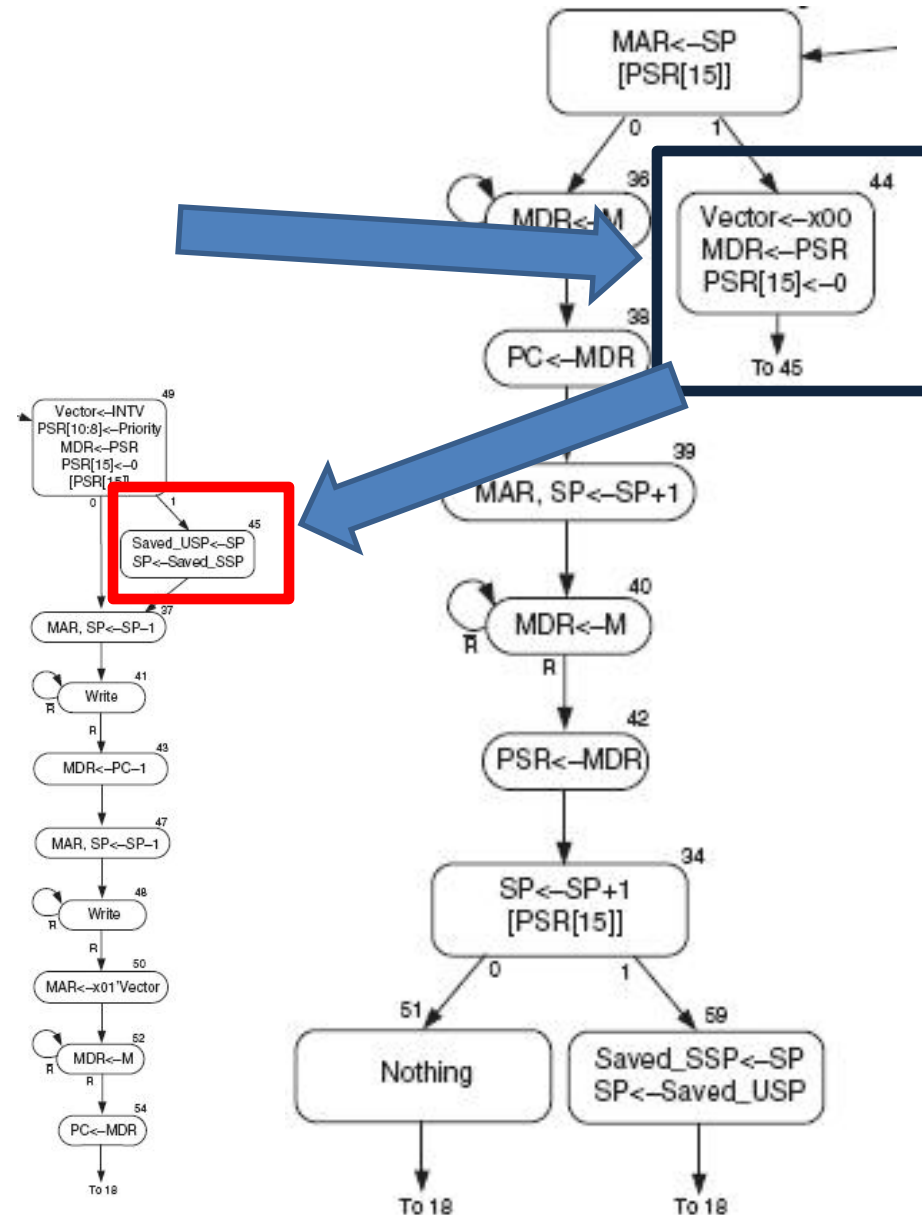 MAR<–SP
[PSR[15]]
0
1
36
MDR<–M
44
Vector<–x00
MDR<–PSR
PSR[15]<–0
To 45
38
PC<–MDR
39
MAR, SP<–SP+1
40
MDR<–M
R̅
R
42
PSR<–MDR
34
SP<–SP+1
[PSR[15]]
0
1
51
Nothing
To 18
59
Saved_SSP<–SP
SP<–Saved_USP
To 18
49
Vector<–INTV
PSR[10:8]<–Priority
MDR<–PSR
PSR[15]<–0
[PSR[15]]
0
1
45
Saved_USP<–SP
SP<–Saved_SSP
37
MAR, SP<–SP–1
41
Write
R̅
R
43
MDR<–PC–1
47
MAR, SP<–SP–1
48
Write
R̅
R
50
MAR<–x01'Vector
52
MDR<–M
R̅
R
54
PC<–MDR
To 18